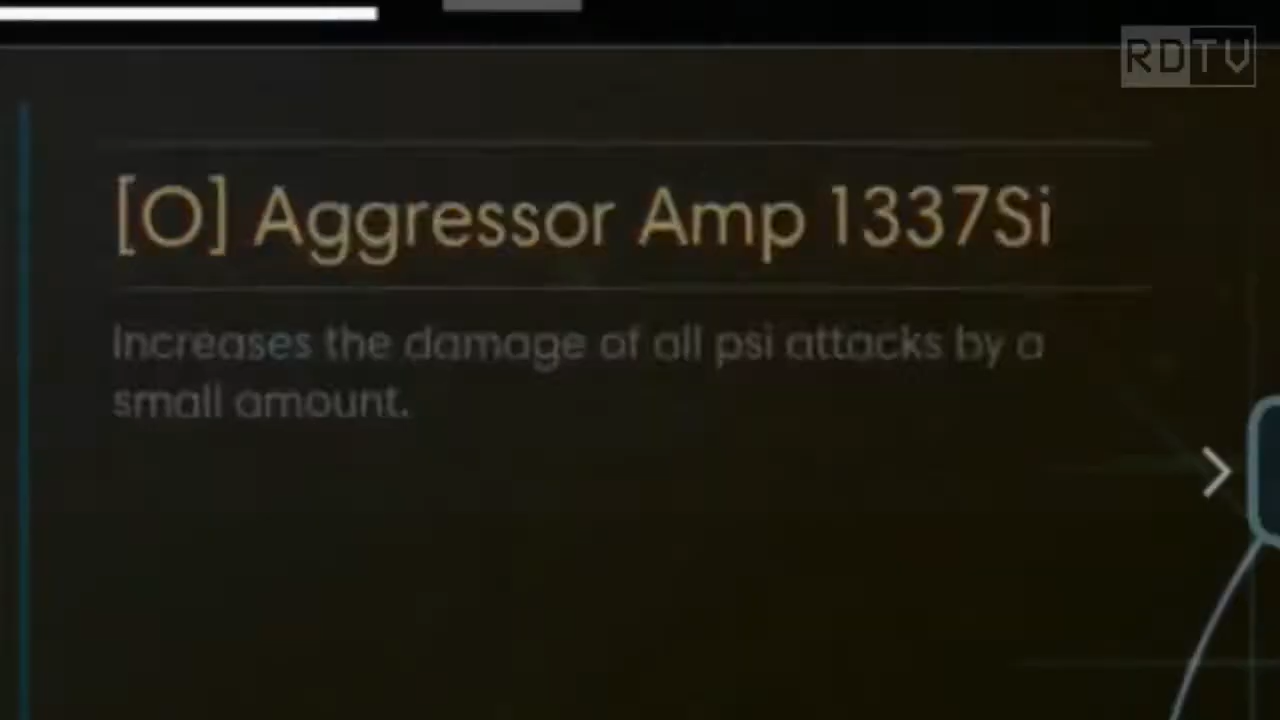 RDTV
[O] Aggressor Amp 1337Si
Increases the damage of all psi attacks by a
small amount.